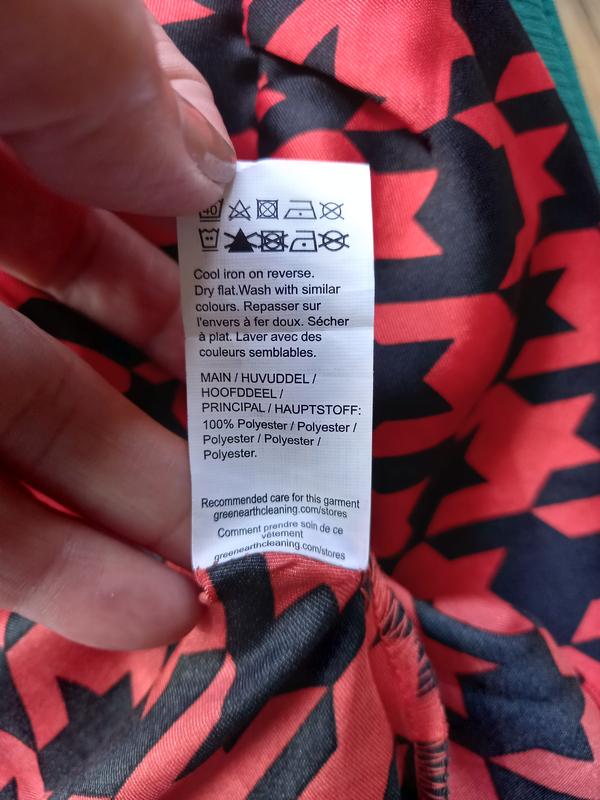 40
Cool iron on reverse.
Dry flat.Wash with similar
colours. Repasser sur
l'envers à fer doux. Sécher
à plat. Laver avec des
couleurs semblables.
MAIN / HUVUDDEL /
HOOFDDEEL /
PRINCIPAL / HAUPTSTOFF:
100% Polyester / Polyester /
Polyester / Polyester /
Polyester.
Recommended care for this garment
greenearthcleaning.com/stores
Comment prendre soin de ce
vêtement
greenearthcleaning.com/stores